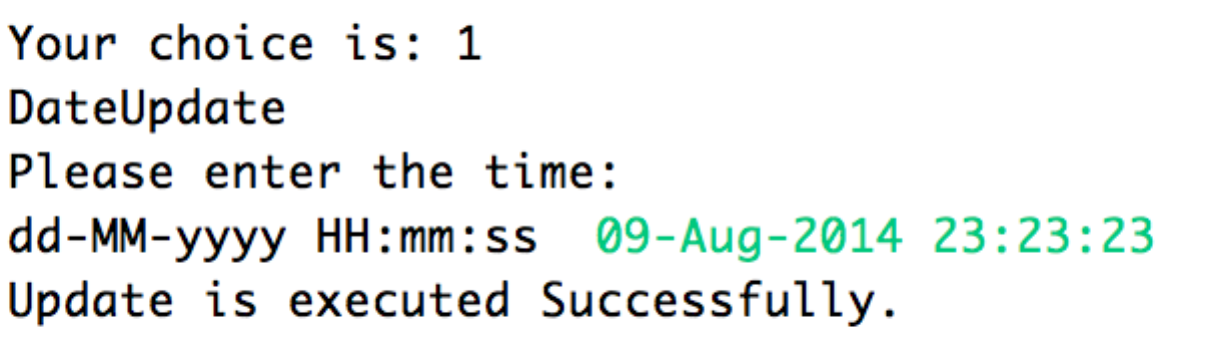 Your choice is: 1
DateUpdate
Please enter the time:
dd-MM-yyyy HH:mm:ss  09-Aug-2014 23:23:23
Update is executed Successfully.